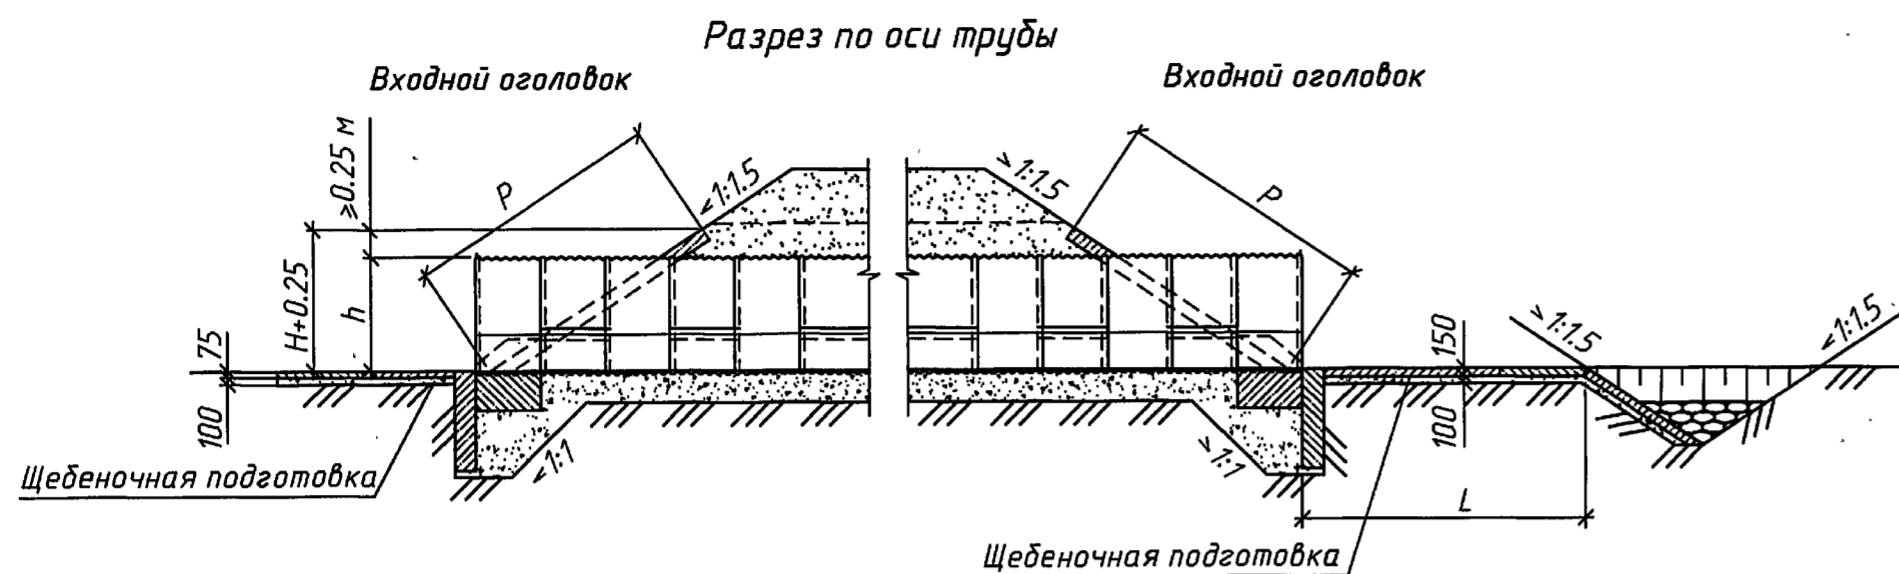 Разрез по оси трубы
Входной оголовок
Входной оголовок
≥0.25 м
P
<1:1.5
>1:1.5
P
H+0.25
h
75
100
>1:1.5
<1:1.5
150
100
<1:1
>1:1
L
Щебеночная подготовка
Щебеночная подготовка